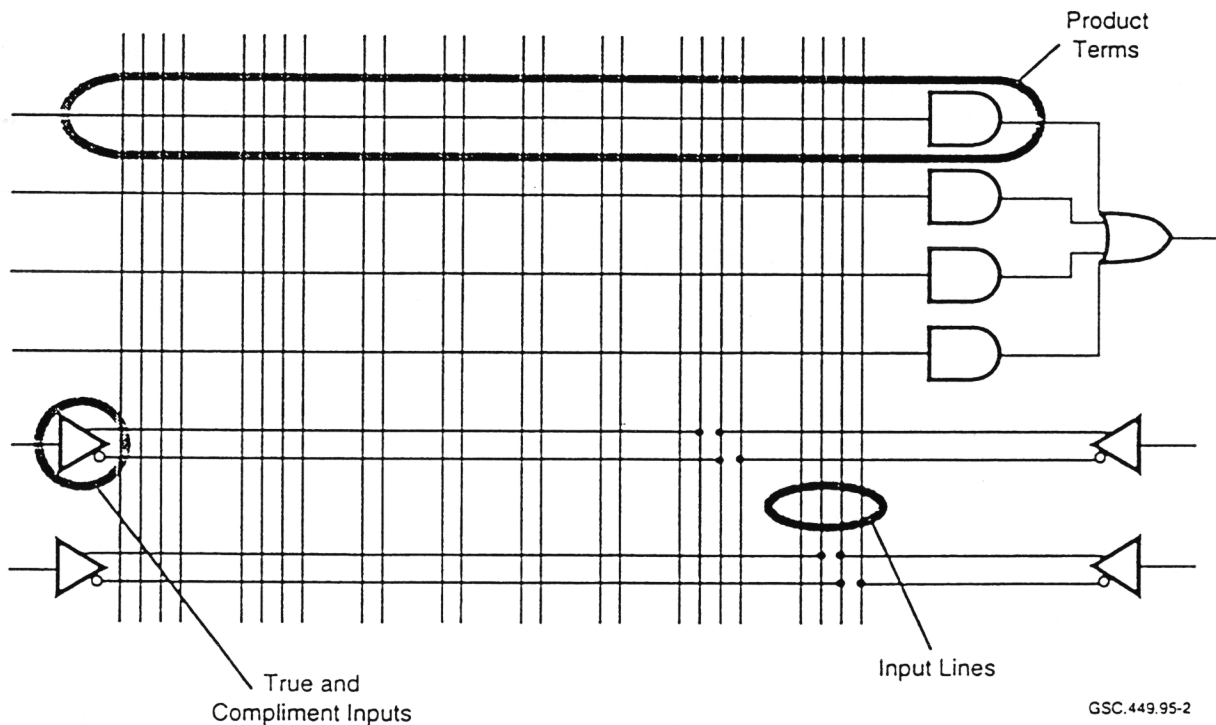 Product
Terms
Input Lines
True and
Compliment Inputs
GSC.449.95-2